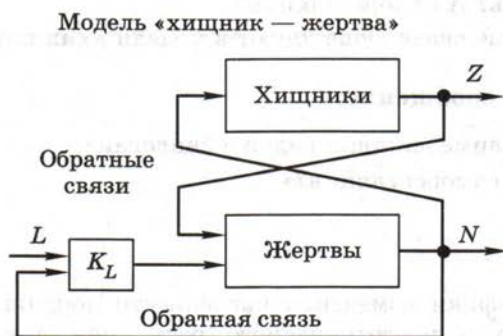 Модель «хищник — жертва»
Хищники
Z
Обратные
связи
L
K_L
Жертвы
N
Обратная связь